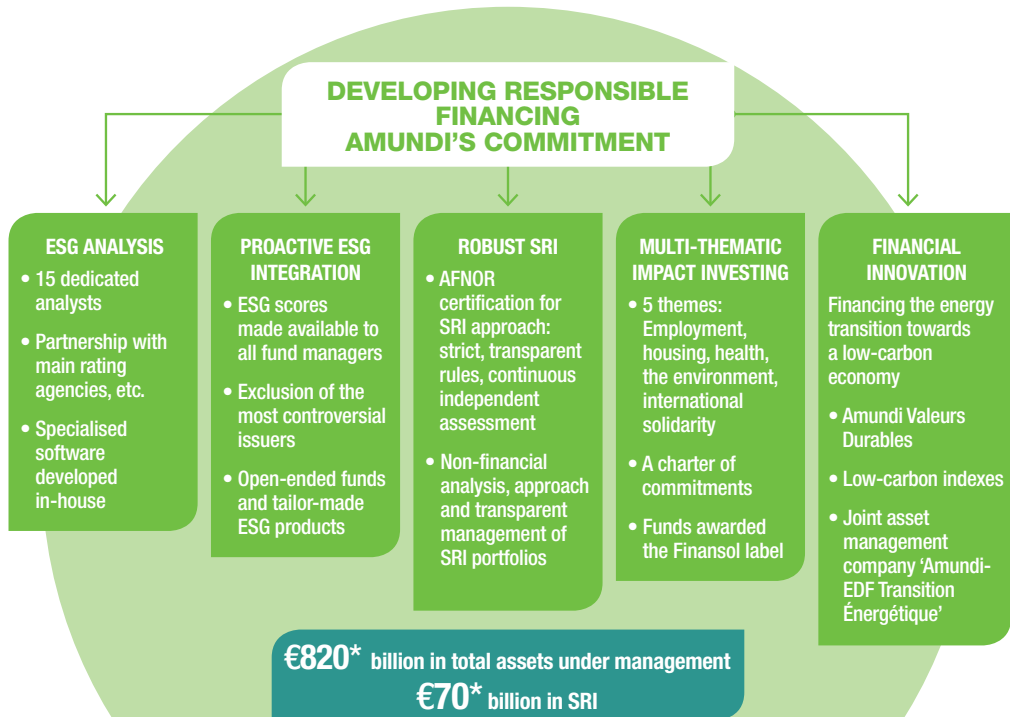 DEVELOPING RESPONSIBLE
FINANCING
AMUNDI'S COMMITMENT
ESG ANALYSIS
• 15 dedicated
analysts
• Partnership with
main rating
agencies, etc.
• Specialised
software
developed
in-house
PROACTIVE ESG
INTEGRATION
• ESG scores
made available to
all fund managers
• Exclusion of the
most controversial
issuers
• Open-ended funds
and tailor-made
ESG products
ROBUST SRI
• AFNOR
certification for
SRI approach:
strict, transparent
rules, continuous
independent
assessment
• Non-financial
analysis, approach
and transparent
management of
SRI portfolios
MULTI-THEMATIC
IMPACT INVESTING
• 5 themes:
Employment,
housing, health,
the environment,
international
solidarity
• A charter of
commitments
• Funds awarded
the Finansol label
FINANCIAL
INNOVATION
Financing the energy
transition towards
a low-carbon
economy
• Amundi Valeurs
Durables
• Low-carbon indexes
• Joint asset
management
company ‘Amundi-
EDF Transition
Énergétique’
€820* billion in total assets under management
€70* billion in SRI